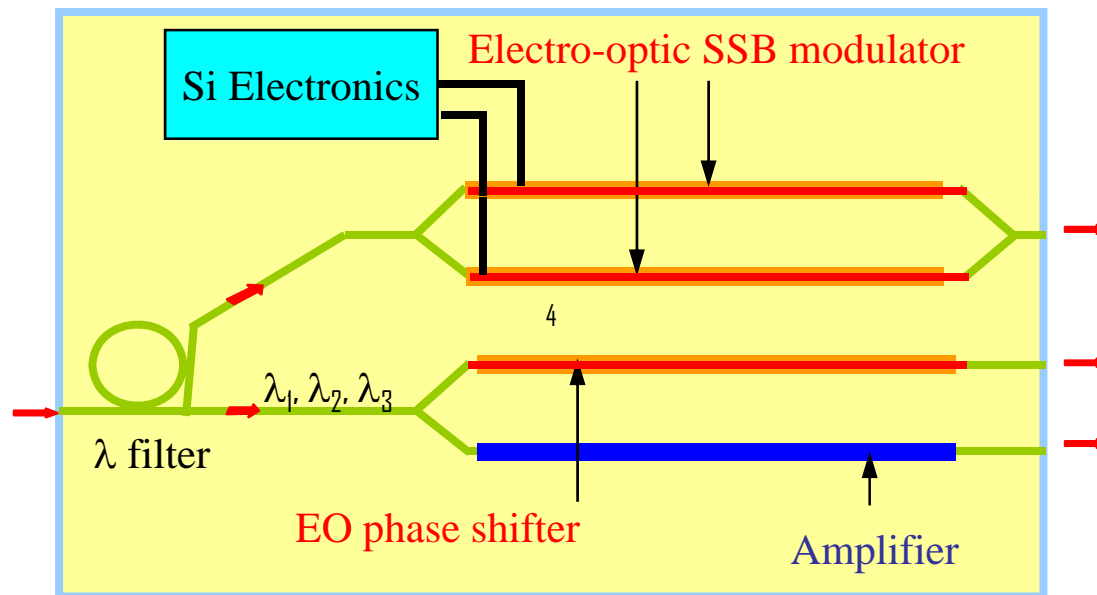 Electro-optic SSB modulator
Si Electronics
4
λ1, λ2, λ3
λ filter
EO phase shifter
Amplifier